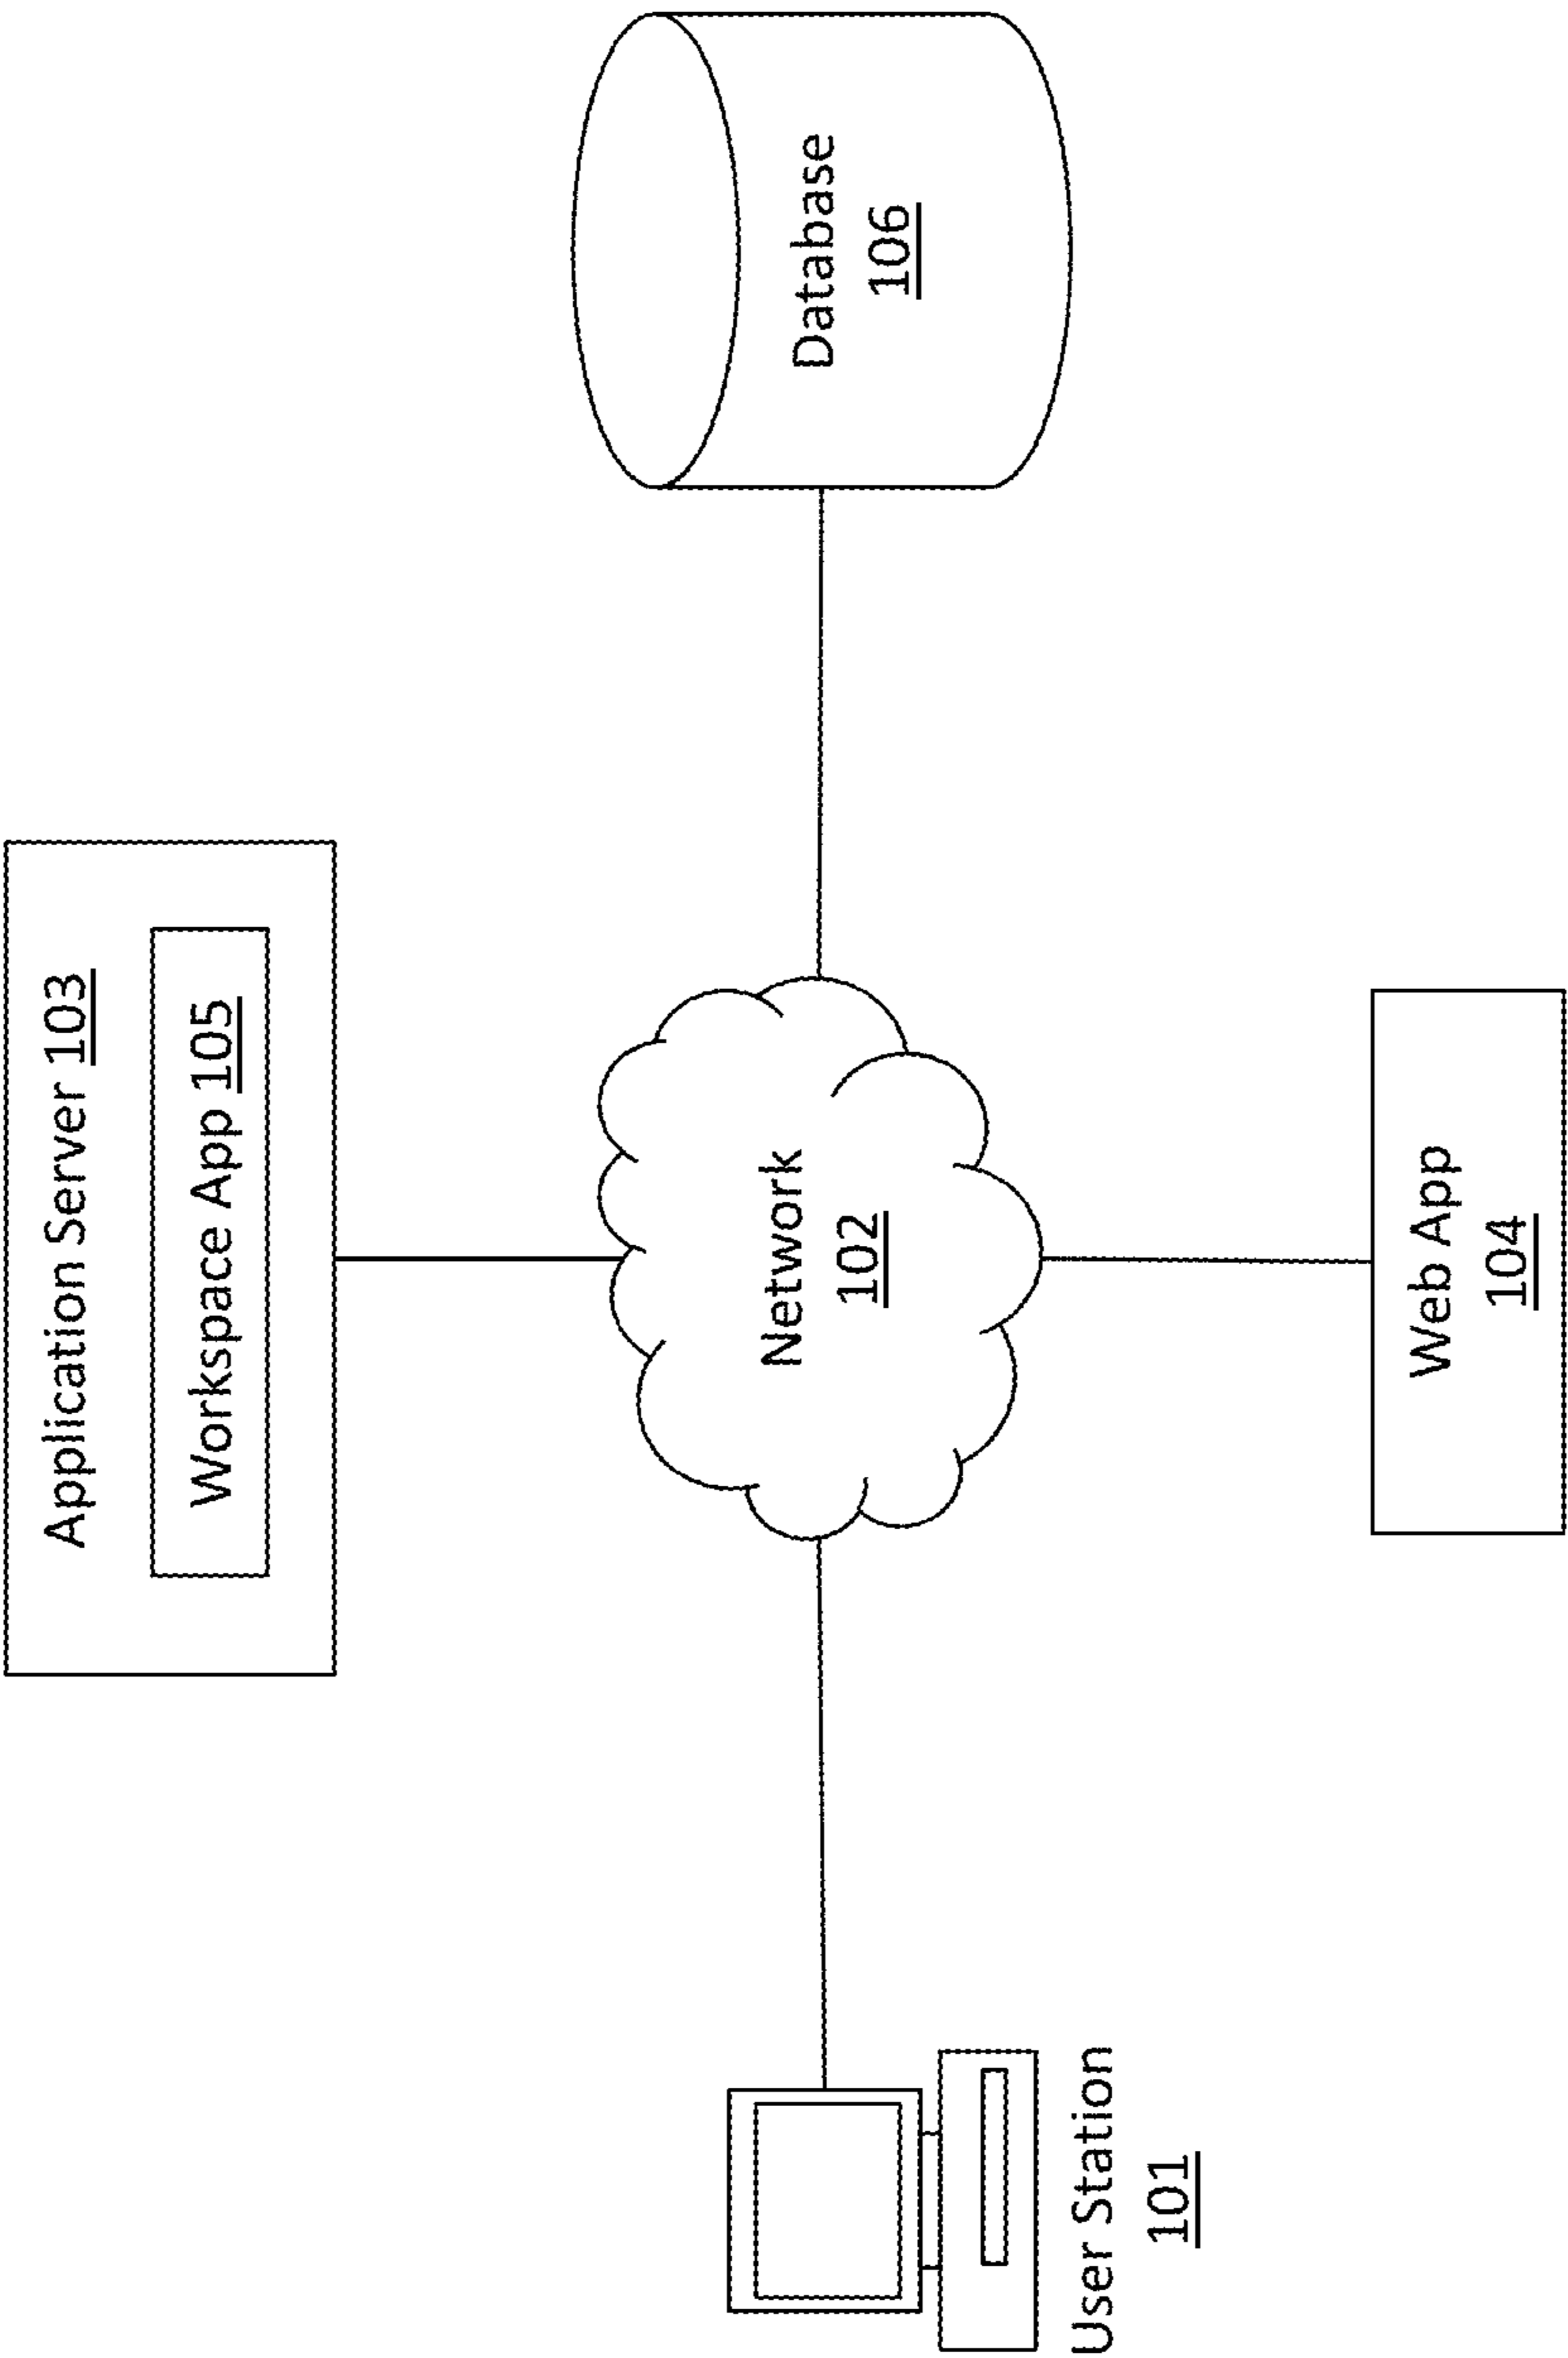 Application Server 103
Workspace App 105
User Station
101
Network
102
Database
106
Web App
104